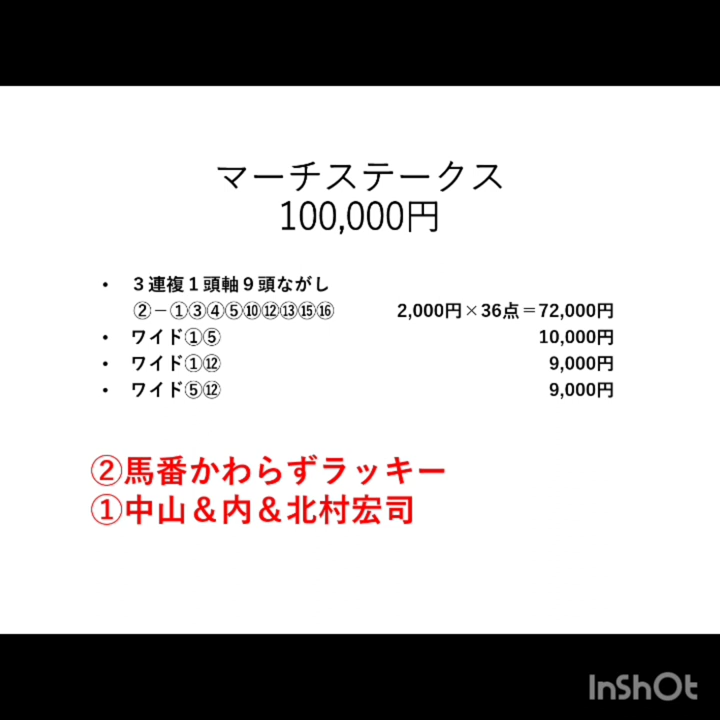 マーチステークス
100,000円
・ ３連複１頭軸９頭ながし
②－①③④⑤⑩⑫⑬⑮⑯ 2,000円×36点＝72,000円
・ ワイド①⑤ 10,000円
・ ワイド①⑫ 9,000円
・ ワイド⑤⑫ 9,000円
②馬番かわらずラッキー
①中山＆内＆北村宏司
InShOt